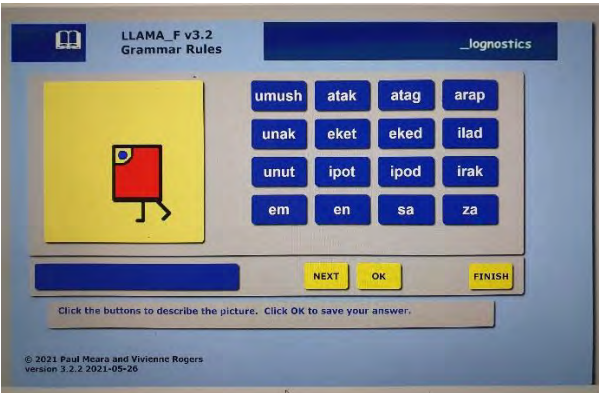 LLAMA_F v3.2
Grammar Rules
_lognostics
umush atak atag arap
unak eket eked ilad
unut ipot ipod irak
em en sa za
NEXT OK FINISH
Click the buttons to describe the picture. Click OK to save your answer.
© 2021 Paul Meara and Vivienne Rogers
version 3.2.2 2021-05-26